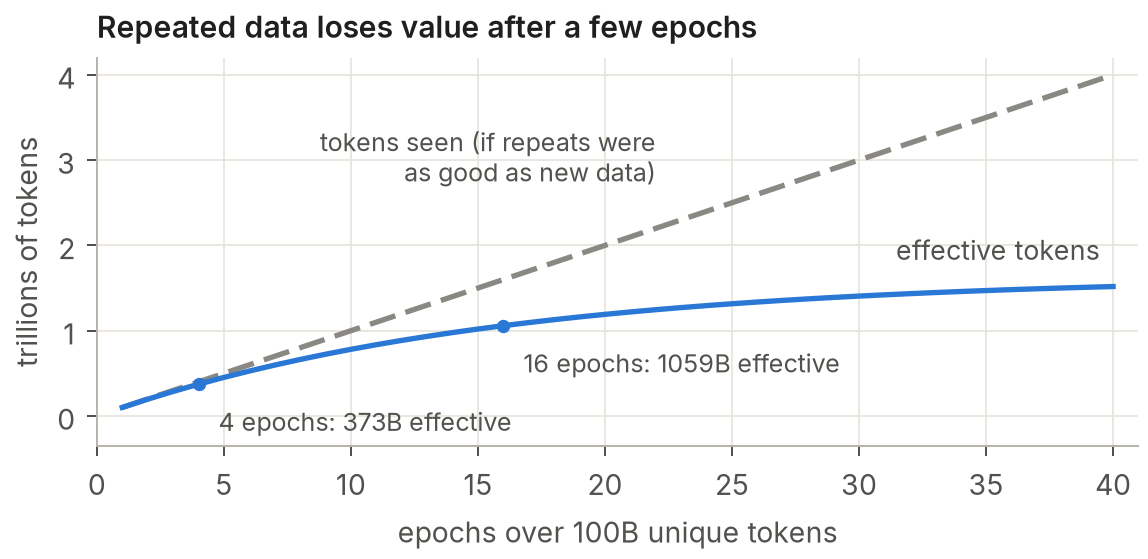 Repeated data loses value after a few epochs
4
3
2
1
0
trillions of tokens
tokens seen (if repeats were
as good as new data)
effective tokens
16 epochs: 1059B effective
4 epochs: 373B effective
0 5 10 15 20 25 30 35 40
epochs over 100B unique tokens